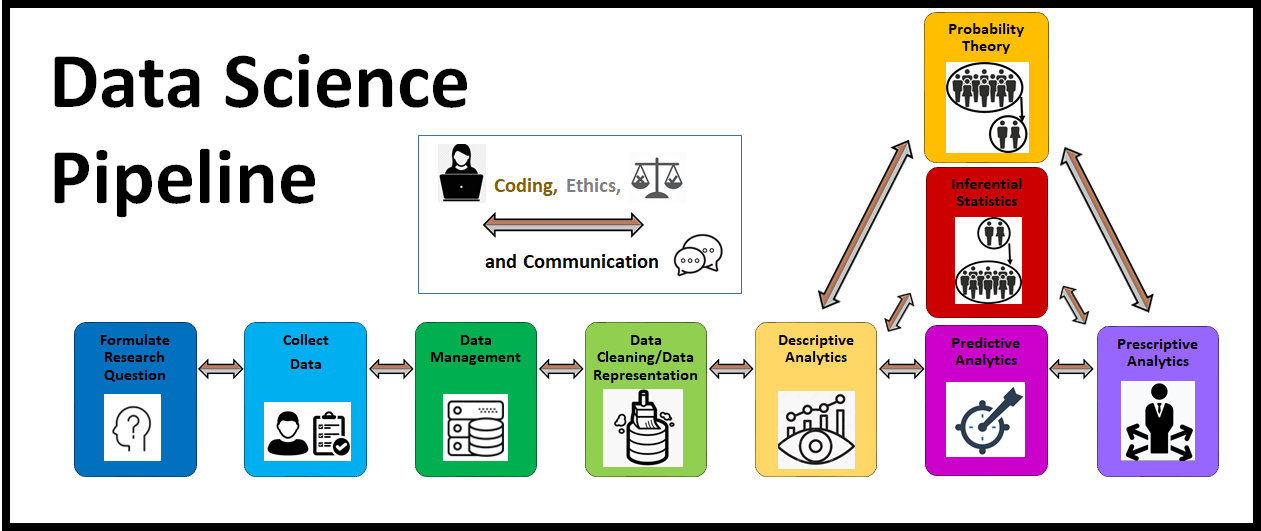 Data Science
Pipeline
Coding, Ethics,
and Communication
Probability
Theory
Inferential
Statistics
Formulate
Research
Question
Collect
Data
Data
Management
Data
Cleaning/Data
Representation
Descriptive
Analytics
Predictive
Analytics
Prescriptive
Analytics